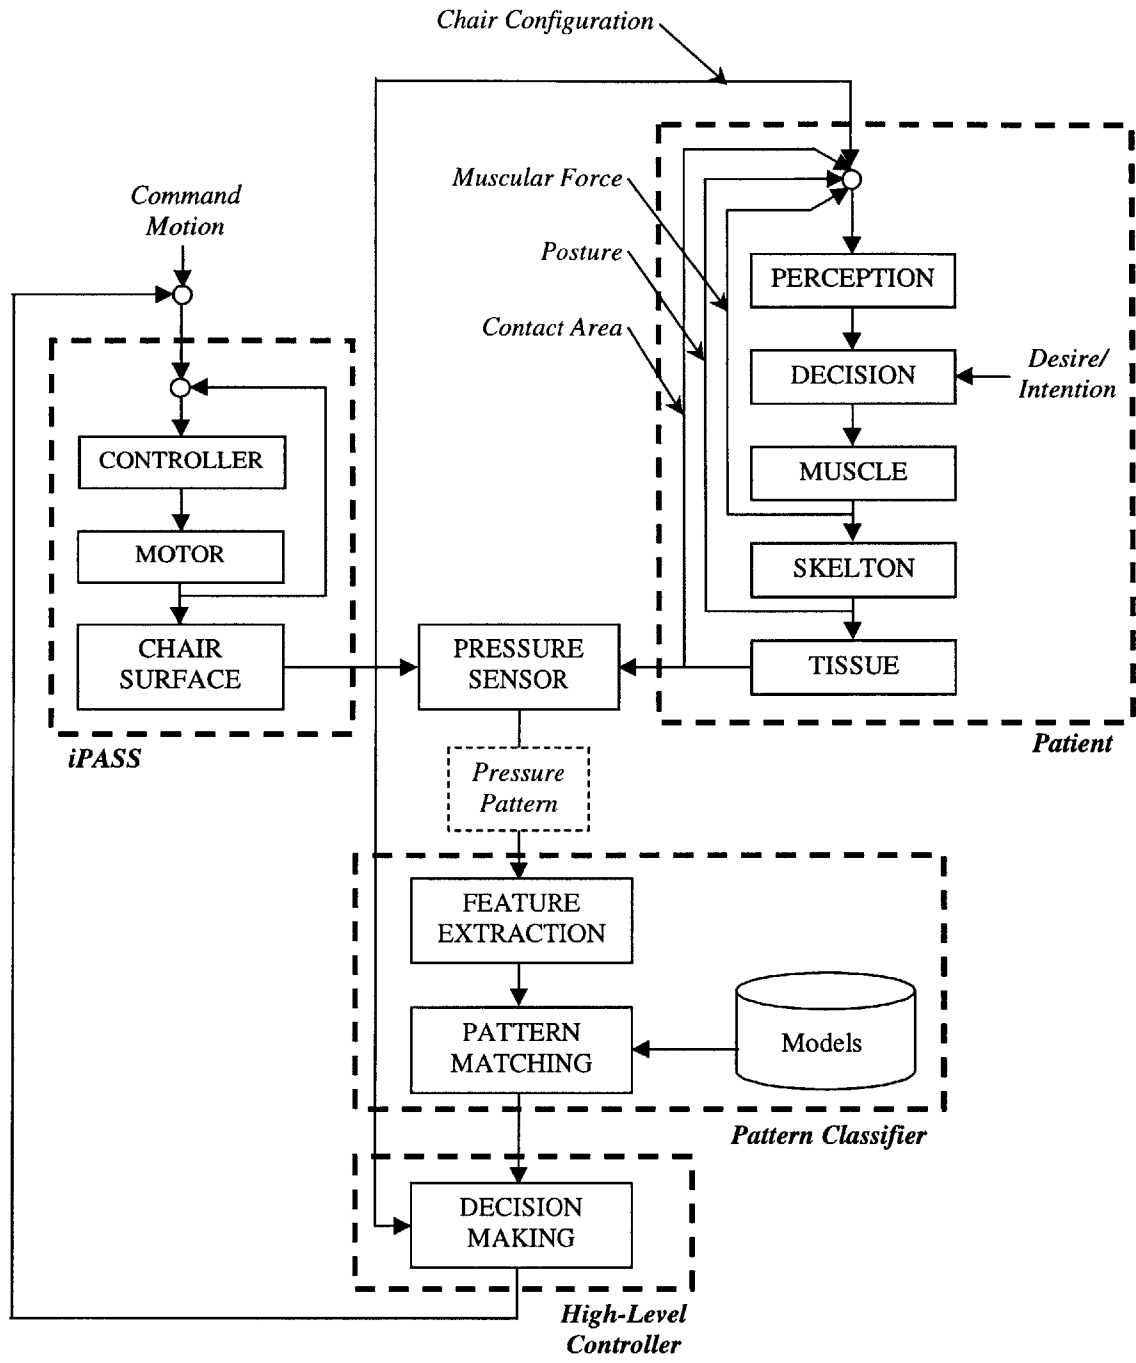 Chair Configuration
Command
Motion
Muscular Force
Posture
Contact Area
PERCEPTION
DECISION
Desire/
Intention
MUSCLE
SKELTON
TISSUE
Patient
CONTROLLER
MOTOR
CHAIR
SURFACE
iPASS
PRESSURE
SENSOR
Pressure
Pattern
FEATURE
EXTRACTION
PATTERN
MATCHING
Models
Pattern Classifier
DECISION
MAKING
High-Level
Controller